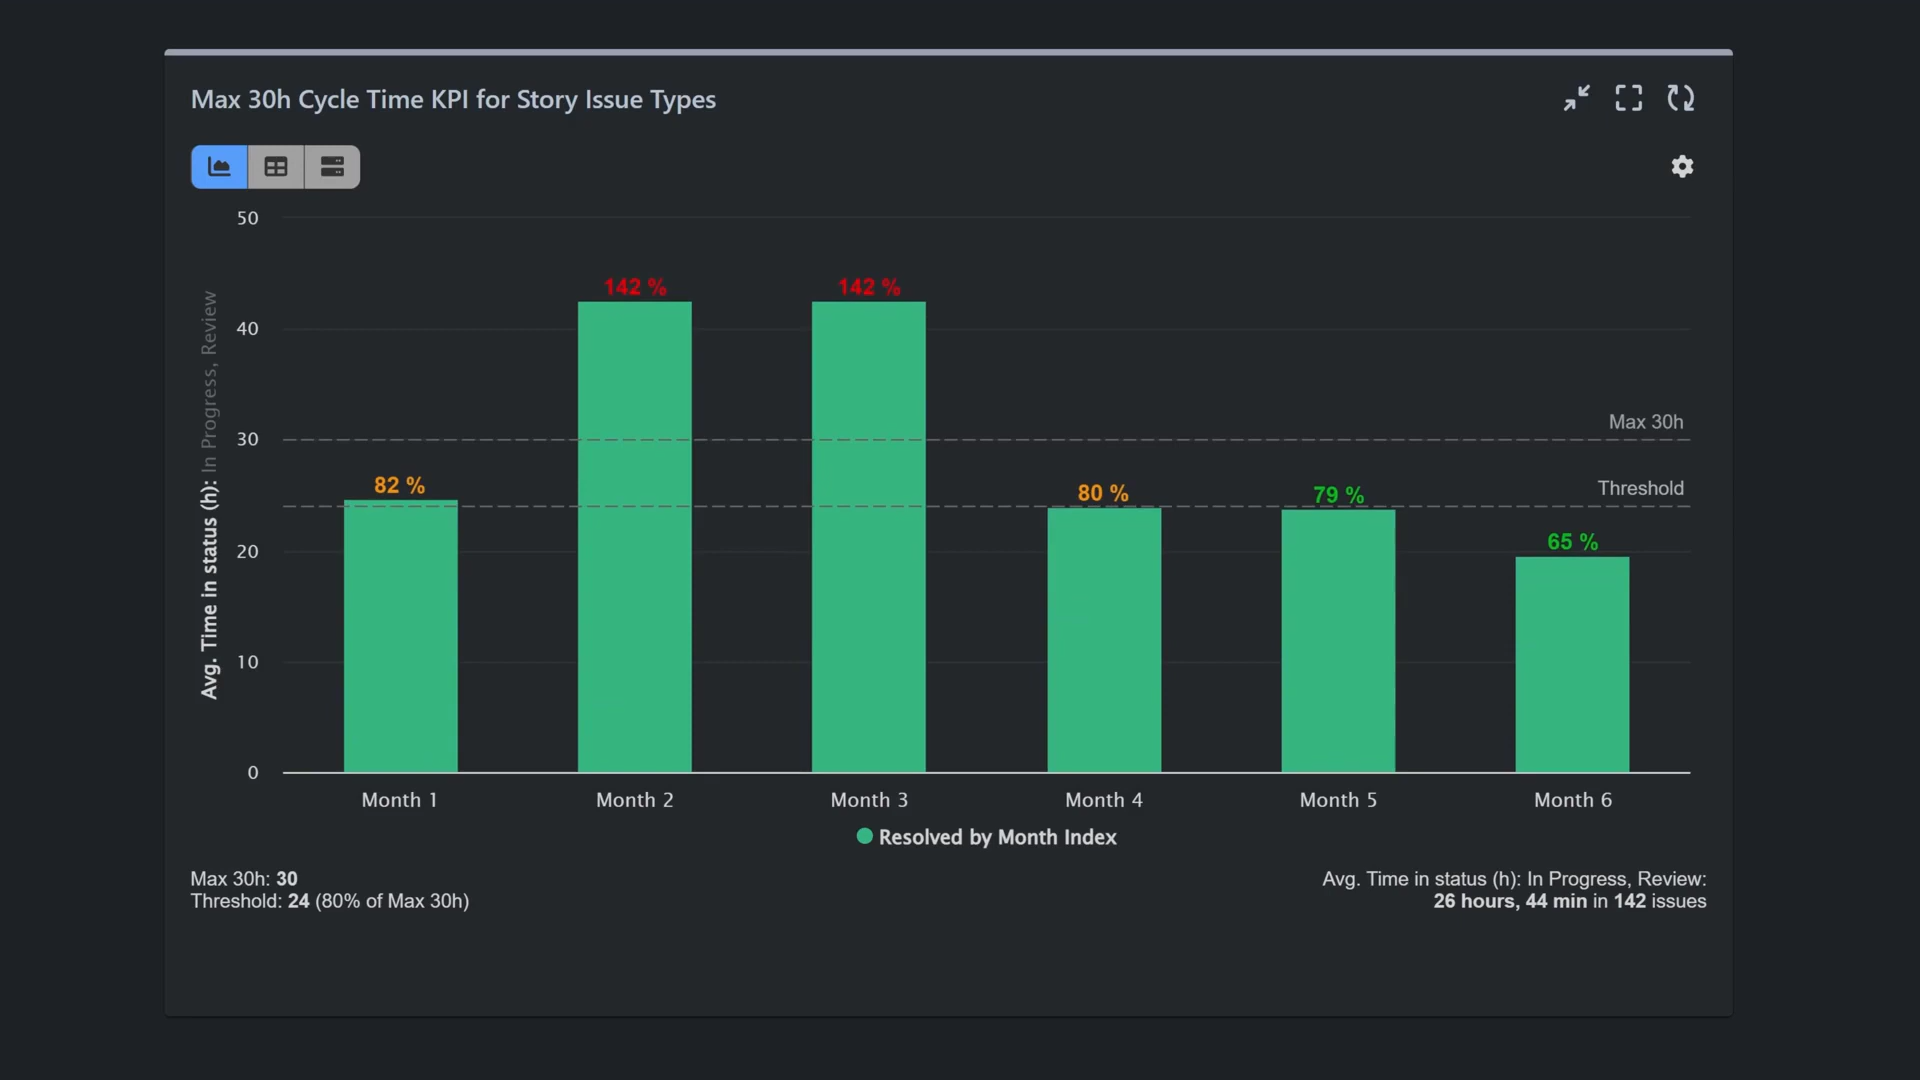 Max 30h Cycle Time KPI for Story Issue Types
50
40
30
20
10
0
Avg. Time in status (h): In Progress, Review
82 %
142 %
142 %
80 %
79 %
65 %
Max 30h
Threshold
Month 1
Month 2
Month 3
Month 4
Month 5
Month 6
Resolved by Month Index
Max 30h: 30
Threshold: 24 (80% of Max 30h)
Avg. Time in status (h): In Progress, Review:
26 hours, 44 min in 142 issues